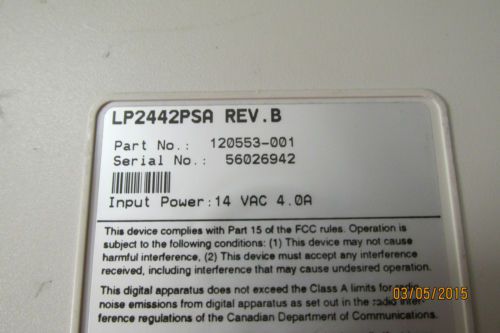 LP2442PSA REV.B
Part No.: 120553-001
Serial No.: 56026942
Input Power:14 VAC 4.0A
This device complies with Part 15 of the FCC rules. Operation is
subject to the following conditions: (1) This device may not cause
harmful interference, (2) This device must accept any interference
received, including interference that may cause undesired operation.
This digital apparatus does not exceed the Class A limits for radio
noise emissions from digital apparatus as set out in the radio inter-
ference regulations of the Canadian Department of Communications.
03/05/2015